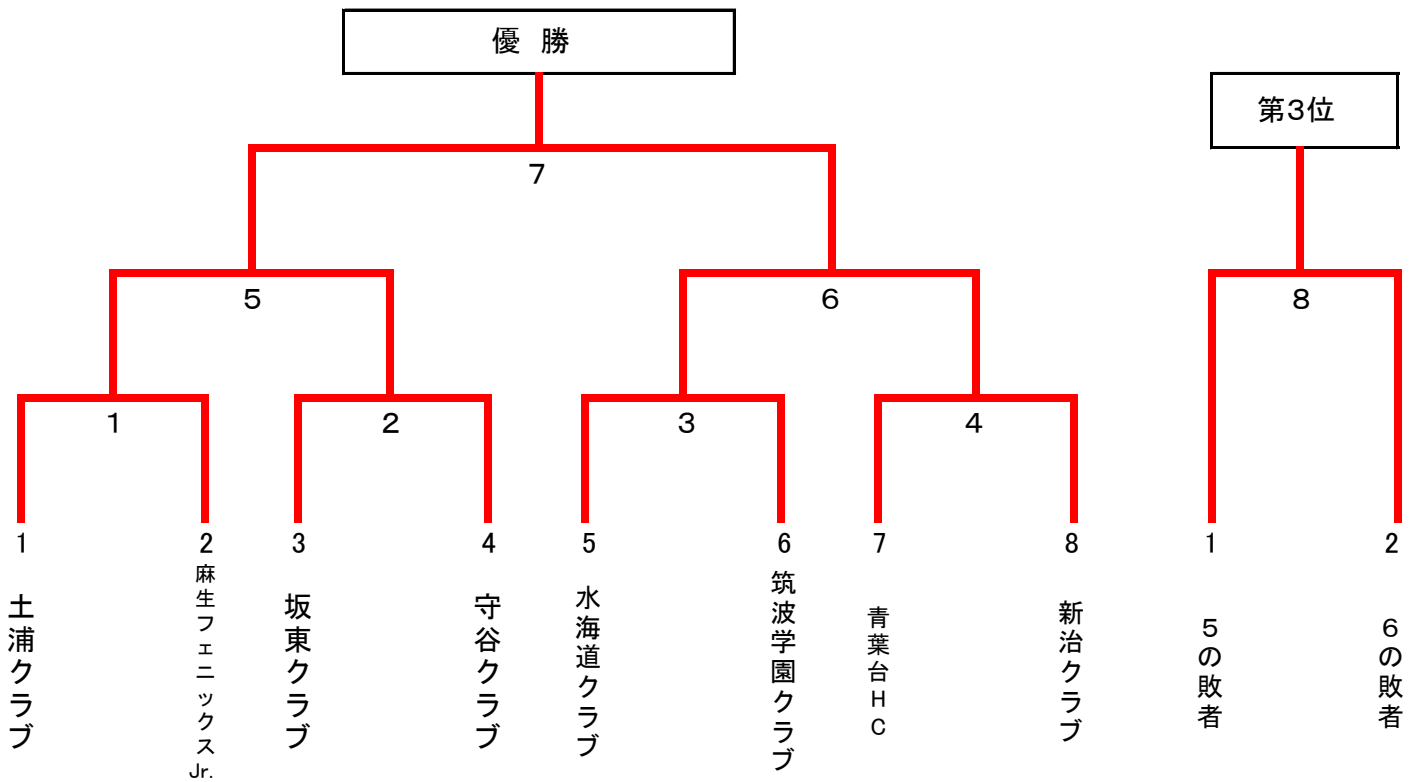 優 勝
第3位
7
5
6
8
1
2
3
4
1
2
3
4
5
6
7
8
1
2
土浦クラブ
麻生フェニックスJr.
坂東クラブ
守谷クラブ
水海道クラブ
筑波学園クラブ
青葉台HC
新治クラブ
5の敗者
6の敗者